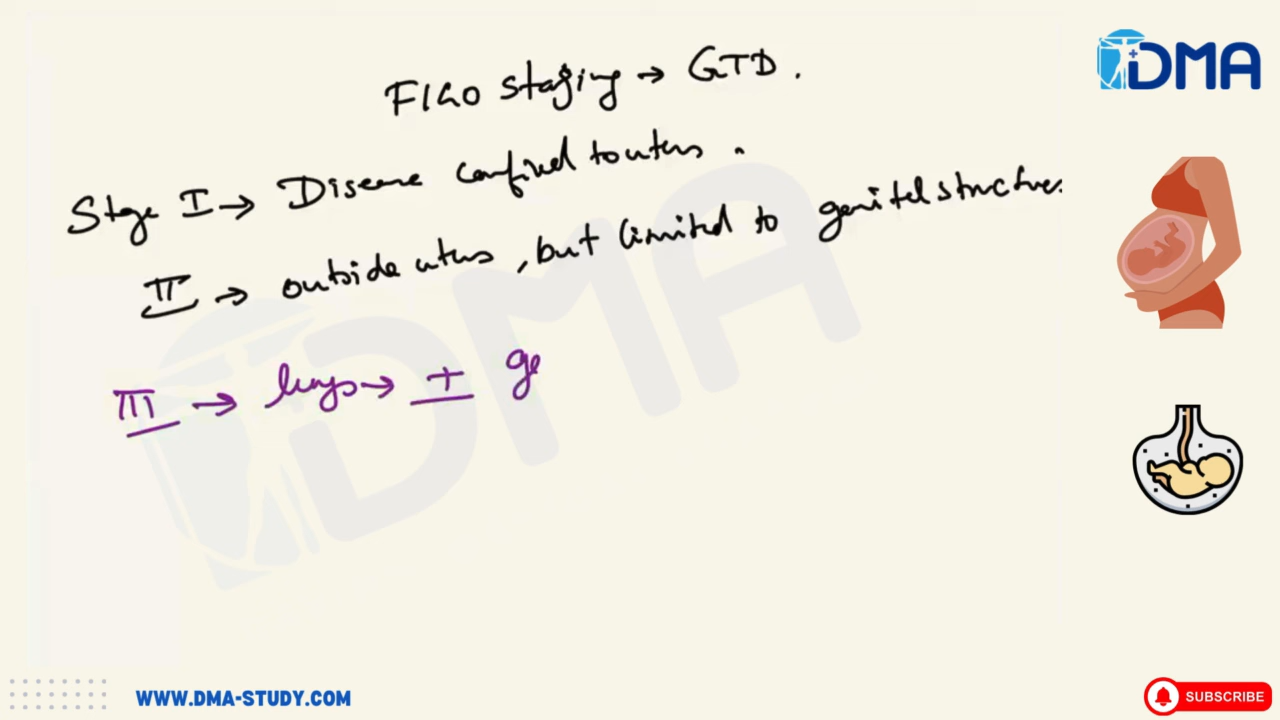 DMA
FIGO staging → GTD.
Stage I → Disease confined to uterus.
II → outside uterus, but limited to genital structures
III → lungs → ± ge
WWW.DMA-STUDY.COM
SUBSCRIBE